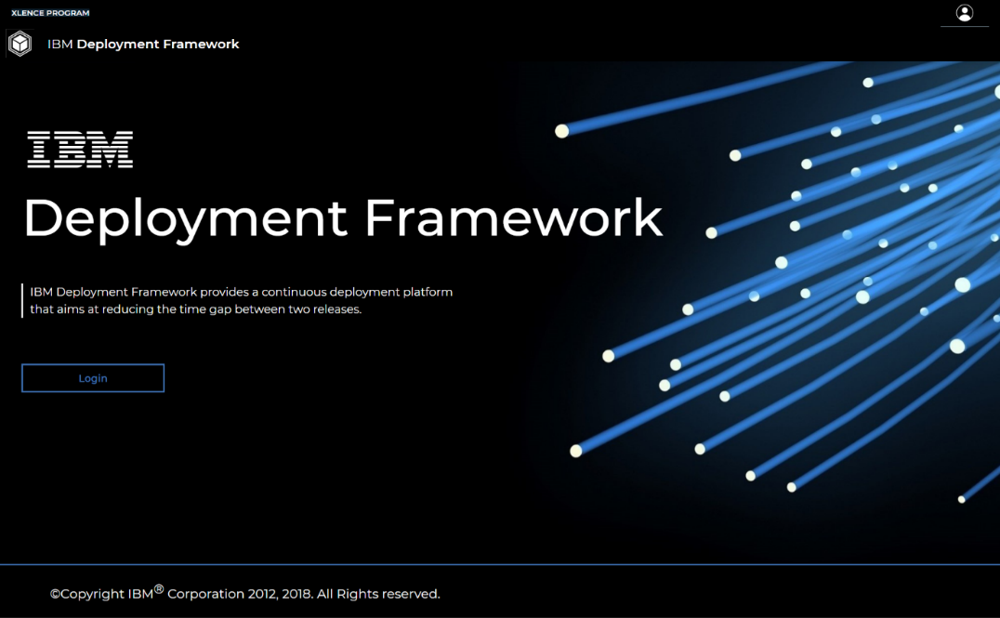 XLENCE PROGRAM
IBM Deployment Framework
IBM
Deployment Framework
IBM Deployment Framework provides a continuous deployment platform
that aims at reducing the time gap between two releases.
Login
©Copyright IBM® Corporation 2012, 2018. All Rights reserved.